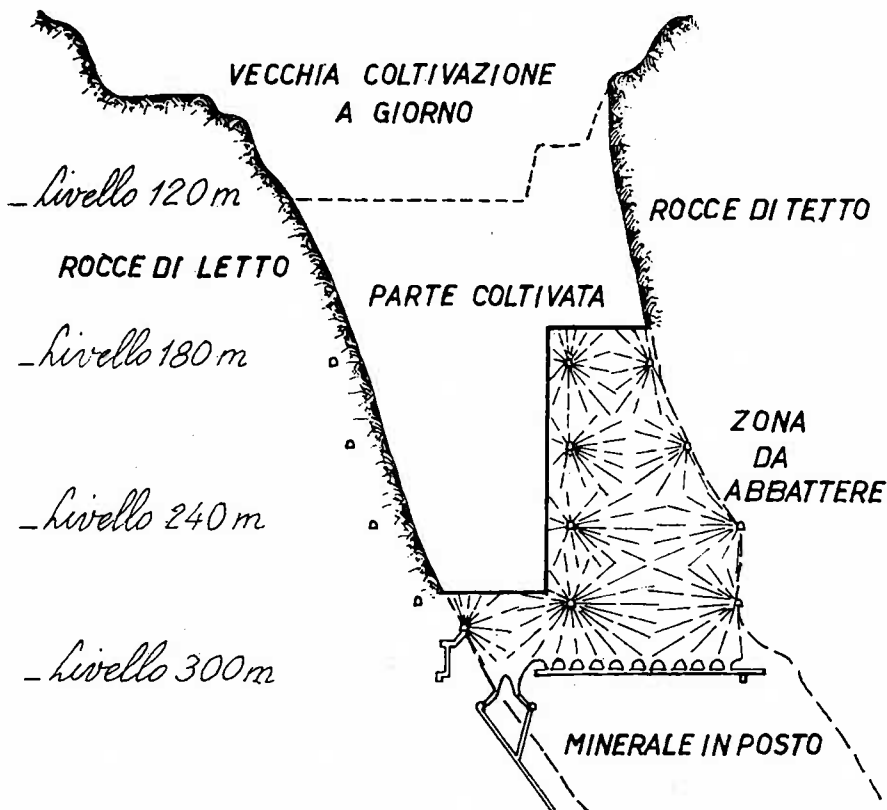 VECCHIA COLTIVAZIONE
A GIORNO
Livello 120 m
ROCCE DI TETTO
ROCCE DI LETTO
PARTE COLTIVATA
Livello 180 m
ZONA
DA
ABBATTERE
Livello 240 m
Livello 300 m
MINERALE IN POSTO